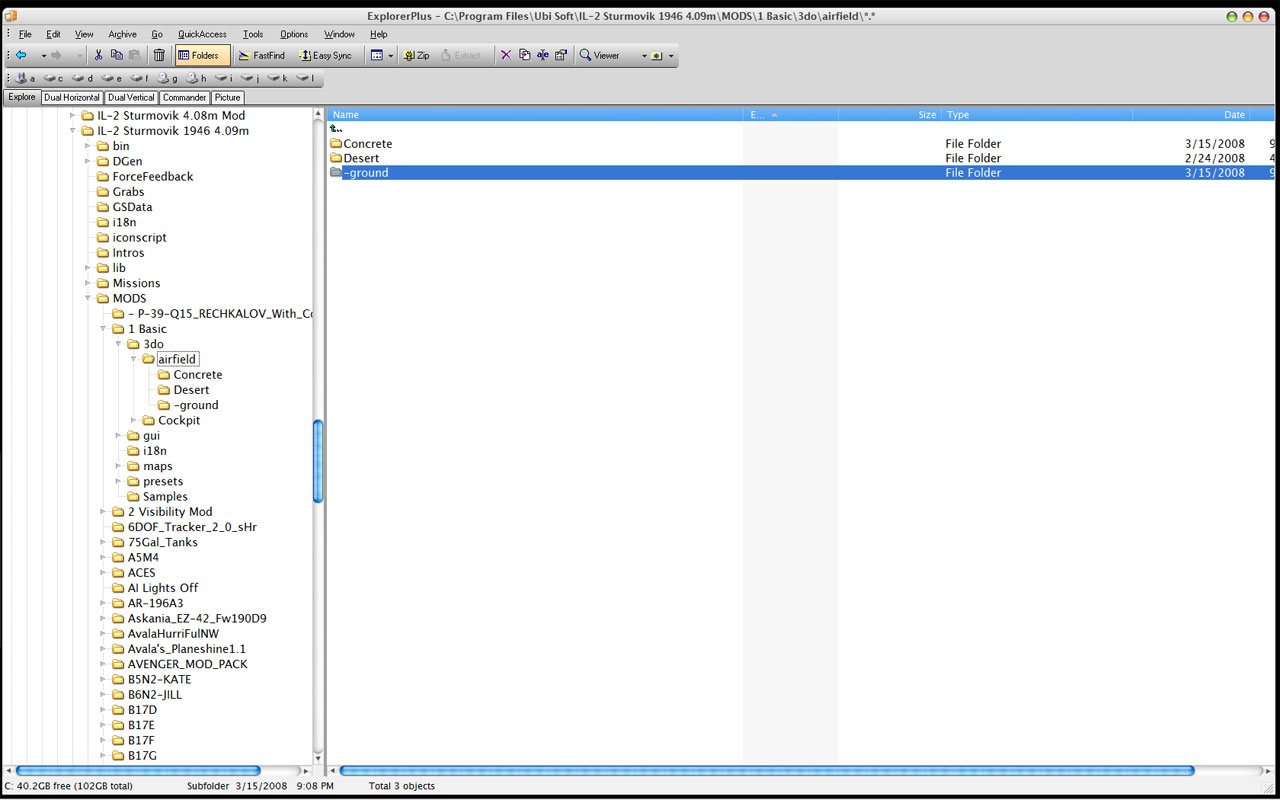 ExplorerPlus - C:\Program Files\Ubi Soft\IL-2 Sturmovik 1946 4.09m\MODS\1 Basic\3do\airfield\*.*
File Edit View Archive Go QuickAccess Tools Options Window Help
Folders FastFind Easy Sync Zip Extract Viewer
a c d e f g h i j k l
Explore Dual Horizontal Dual Vertical Commander Picture
Name E... Size Type Date
..
Concrete File Folder 3/15/2008 9
Desert File Folder 2/24/2008 4
-ground File Folder 3/15/2008 9
IL-2 Sturmovik 4.08m Mod
IL-2 Sturmovik 1946 4.09m
bin
DGen
ForceFeedback
Grabs
GSData
i18n
iconscript
Intros
lib
Missions
MODS
- P-39-Q15_RECHKALOV_With_Co
1 Basic
3do
airfield
Concrete
Desert
-ground
Cockpit
gui
i18n
maps
presets
Samples
2 Visibility Mod
6DOF_Tracker_2_0_sHr
75Gal_Tanks
A5M4
ACES
AI Lights Off
AR-196A3
Askania_EZ-42_Fw190D9
AvalaHurriFulNW
Avala's_Planeshine1.1
AVENGER_MOD_PACK
B5N2-KATE
B6N2-JILL
B17D
B17E
B17F
B17G
C: 40.2GB free (102GB total) Subfolder 3/15/2008 9:08 PM Total 3 objects